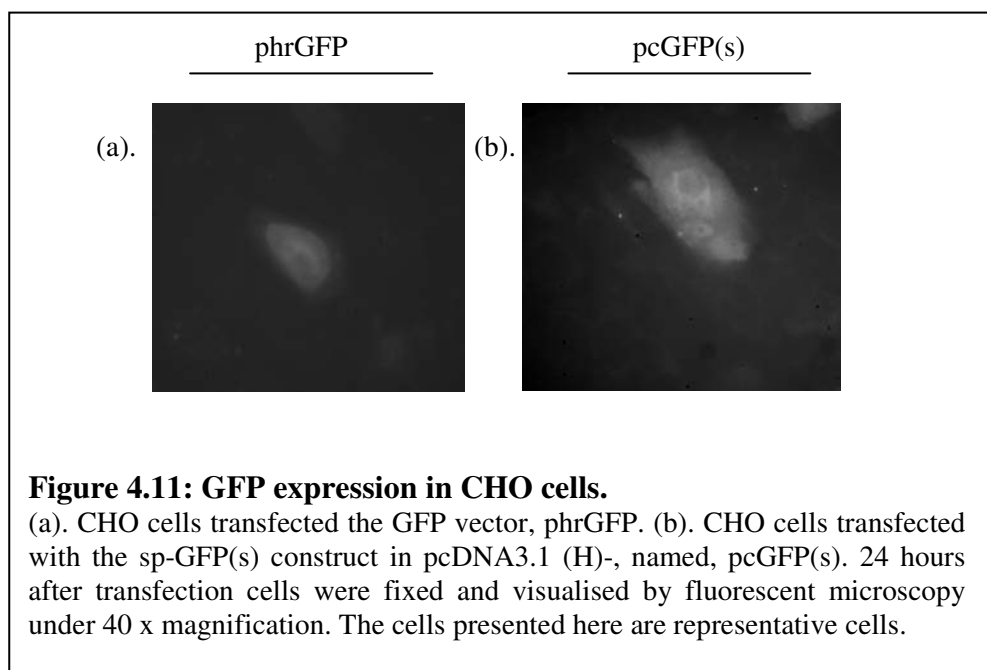 phrGFP pcGFP(s)
(a). (b).
Figure 4.11: GFP expression in CHO cells.
(a). CHO cells transfected the GFP vector, phrGFP. (b). CHO cells transfected
with the sp-GFP(s) construct in pcDNA3.1 (H)-, named, pcGFP(s). 24 hours
after transfection cells were fixed and visualised by fluorescent microscopy
under 40 x magnification. The cells presented here are representative cells.